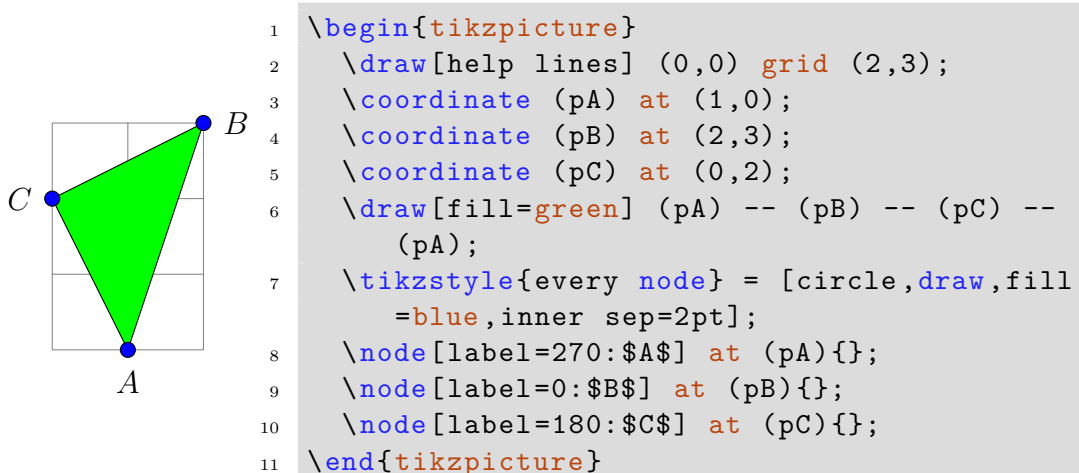 B
C
A
1 \begin{tikzpicture}
2   \draw[help lines] (0,0) grid (2,3);
3   \coordinate (pA) at (1,0);
4   \coordinate (pB) at (2,3);
5   \coordinate (pC) at (0,2);
6   \draw[fill=green] (pA) -- (pB) -- (pC) --
      (pA);
7   \tikzstyle{every node} = [circle,draw,fill
      =blue,inner sep=2pt];
8   \node[label=270:$A$] at (pA){};
9   \node[label=0:$B$] at (pB){};
10   \node[label=180:$C$] at (pC){};
11 \end{tikzpicture}